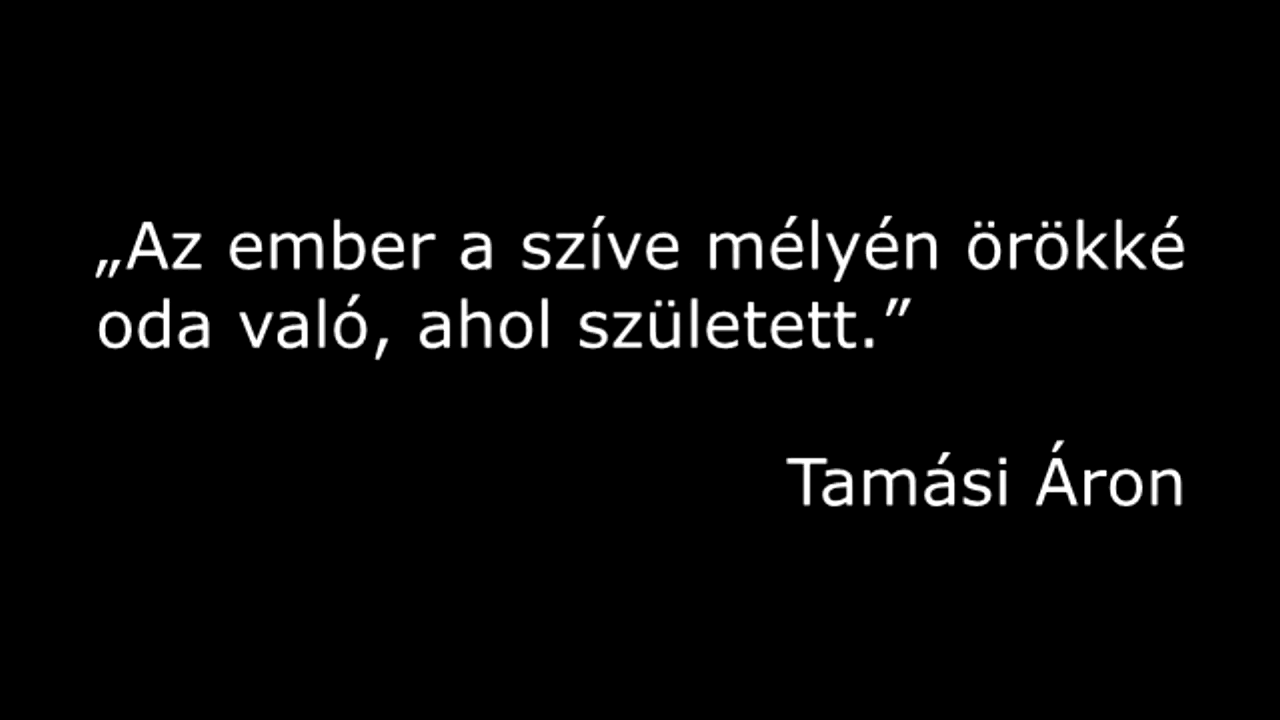 „Az ember a szíve mélyén örökké
oda való, ahol született.”
Tamási Áron